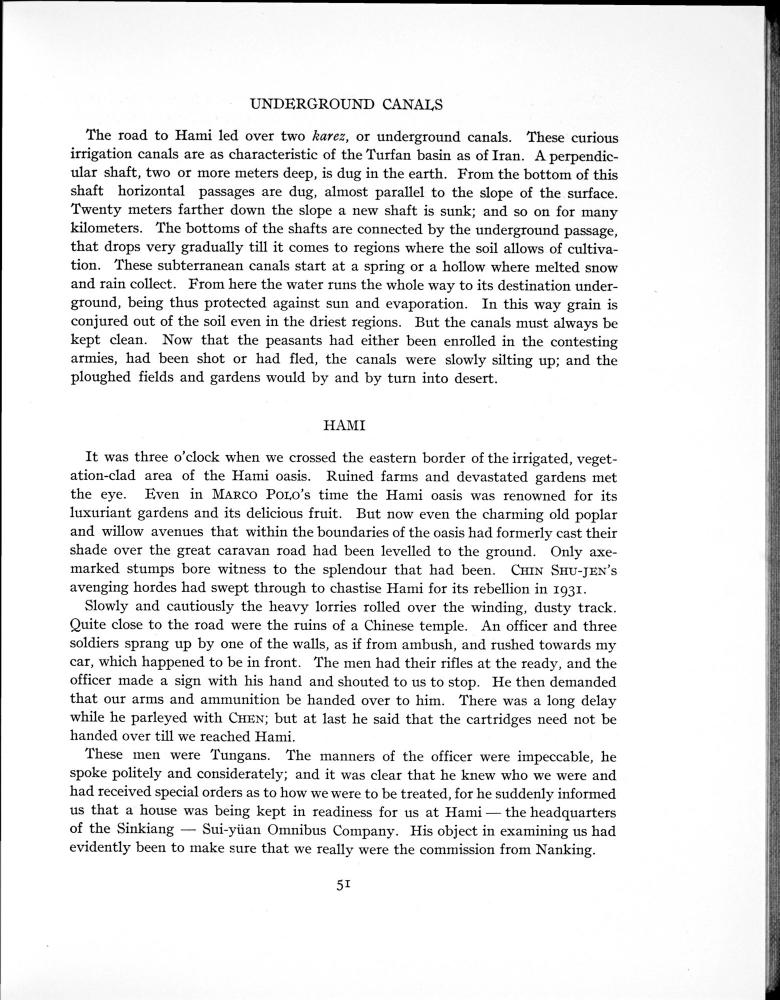 UNDERGROUND CANALS
The road to Hami led over two karez, or underground canals. These curious
irrigation canals are as characteristic of the Turfan basin as of Iran. A perpendic-
ular shaft, two or more meters deep, is dug in the earth. From the bottom of this
shaft horizontal passages are dug, almost parallel to the slope of the surface.
Twenty meters farther down the slope a new shaft is sunk; and so on for many
kilometers. The bottoms of the shafts are connected by the underground passage,
that drops very gradually till it comes to regions where the soil allows of cultiva-
tion. These subterranean canals start at a spring or a hollow where melted snow
and rain collect. From here the water runs the whole way to its destination under-
ground, being thus protected against sun and evaporation. In this way grain is
conjured out of the soil even in the driest regions. But the canals must always be
kept clean. Now that the peasants had either been enrolled in the contesting
armies, had been shot or had fled, the canals were slowly silting up; and the
ploughed fields and gardens would by and by turn into desert.
HAMI
It was three o'clock when we crossed the eastern border of the irrigated, veget-
ation-clad area of the Hami oasis. Ruined farms and devastated gardens met
the eye. Even in MARCO POLO's time the Hami oasis was renowned for its
luxuriant gardens and its delicious fruit. But now even the charming old poplar
and willow avenues that within the boundaries of the oasis had formerly cast their
shade over the great caravan road had been levelled to the ground. Only axe-
marked stumps bore witness to the splendour that had been. CHIN SHU-JEN's
avenging hordes had swept through to chastise Hami for its rebellion in 1931.
Slowly and cautiously the heavy lorries rolled over the winding, dusty track.
Quite close to the road were the ruins of a Chinese temple. An officer and three
soldiers sprang up by one of the walls, as if from ambush, and rushed towards my
car, which happened to be in front. The men had their rifles at the ready, and the
officer made a sign with his hand and shouted to us to stop. He then demanded
that our arms and ammunition be handed over to him. There was a long delay
while he parleyed with CHEN; but at last he said that the cartridges need not be
handed over till we reached Hami.
These men were Tungans. The manners of the officer were impeccable, he
spoke politely and considerately; and it was clear that he knew who we were and
had received special orders as to how we were to be treated, for he suddenly informed
us that a house was being kept in readiness for us at Hami — the headquarters
of the Sinkiang — Sui-yüan Omnibus Company. His object in examining us had
evidently been to make sure that we really were the commission from Nanking.
51